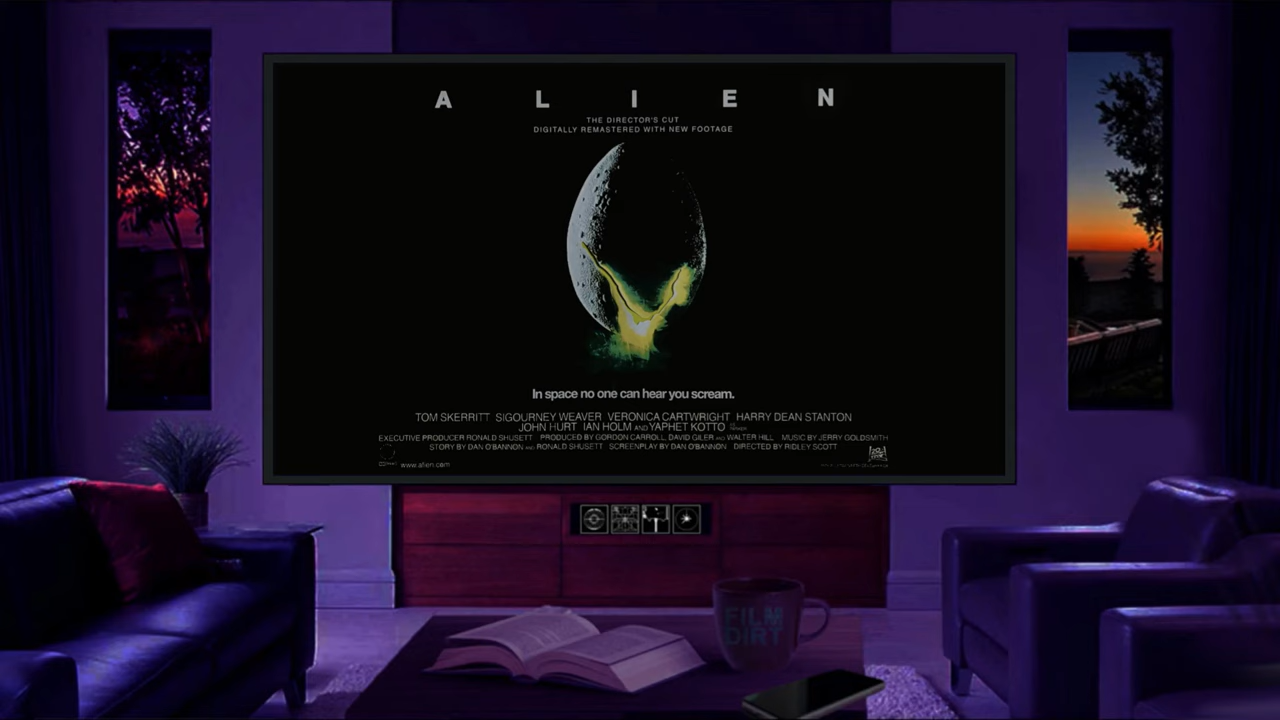 A L I E N
THE DIRECTOR'S CUT
DIGITALLY REMASTERED WITH NEW FOOTAGE
In space no one can hear you scream.
TOM SKERRITT SIGOURNEY WEAVER VERONICA CARTWRIGHT HARRY DEAN STANTON
JOHN HURT IAN HOLM AND YAPHET KOTTO
EXECUTIVE PRODUCER RONALD SHUSETT PRODUCED BY GORDON CARROLL, DAVID GILER AND WALTER HILL MUSIC BY JERRY GOLDSMITH
STORY BY DAN O'BANNON AND RONALD SHUSETT SCREENPLAY BY DAN O'BANNON DIRECTED BY RIDLEY SCOTT
www.alien.com
FILM
DIRT